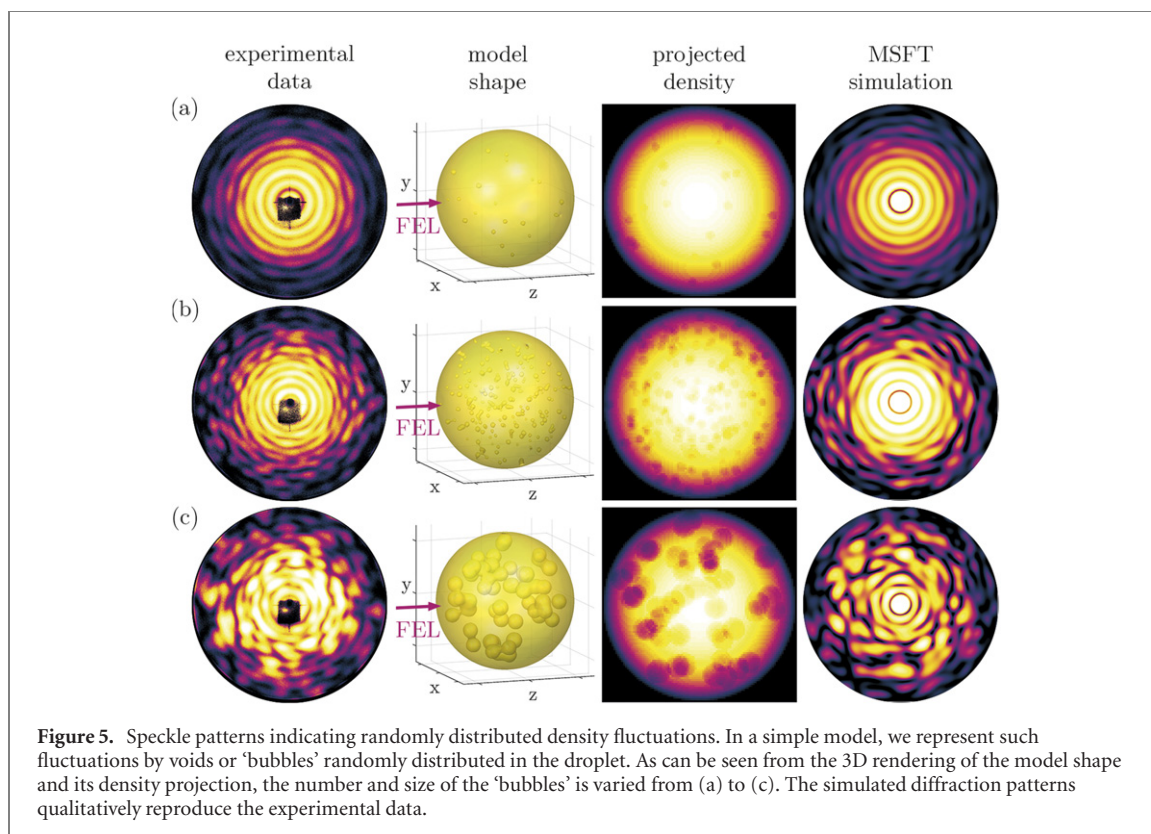 experimental data
model shape
projected density
MSFT simulation
(a)
y
FEL
x
z
(b)
y
FEL
x
z
(c)
y
FEL
x
z
Figure 5. Speckle patterns indicating randomly distributed density fluctuations. In a simple model, we represent such
fluctuations by voids or ‘bubbles’ randomly distributed in the droplet. As can be seen from the 3D rendering of the model shape
and its density projection, the number and size of the ‘bubbles’ is varied from (a) to (c). The simulated diffraction patterns
qualitatively reproduce the experimental data.